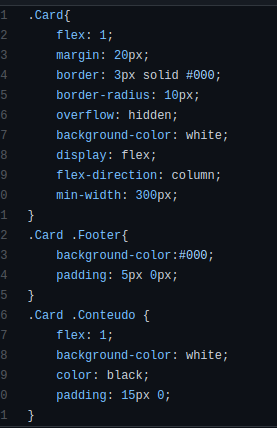 1 .Card{
2 flex: 1;
3 margin: 20px;
4 border: 3px solid #000;
5 border-radius: 10px;
6 overflow: hidden;
7 background-color: white;
8 display: flex;
9 flex-direction: column;
0 min-width: 300px;
1 }
2 .Card .Footer{
3 background-color:#000;
4 padding: 5px 0px;
5 }
6 .Card .Conteudo {
7 flex: 1;
8 background-color: white;
9 color: black;
0 padding: 15px 0;
1 }